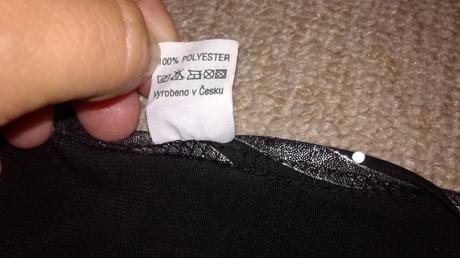 100% POLYESTER
Vyrobeno v Česku